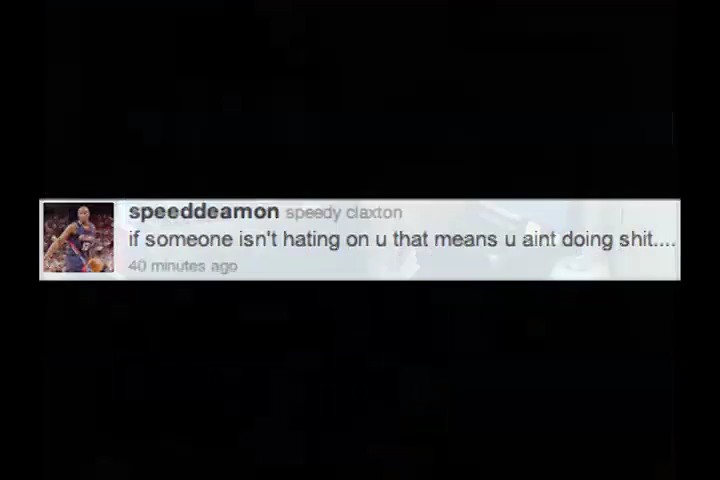 speeddeamon speedy claxton
if someone isn't hating on u that means u aint doing shit....
40 minutes ago